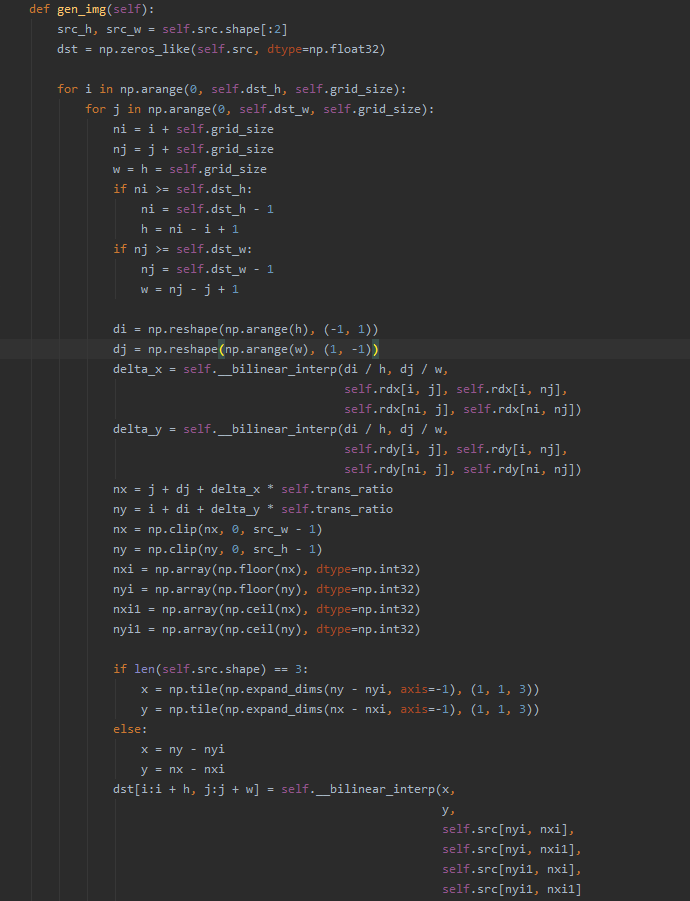 def gen_img(self):
    src_h, src_w = self.src.shape[:2]
    dst = np.zeros_like(self.src, dtype=np.float32)

    for i in np.arange(0, self.dst_h, self.grid_size):
        for j in np.arange(0, self.dst_w, self.grid_size):
            ni = i + self.grid_size
            nj = j + self.grid_size
            w = h = self.grid_size
            if ni >= self.dst_h:
                ni = self.dst_h - 1
                h = ni - i + 1
            if nj >= self.dst_w:
                nj = self.dst_w - 1
                w = nj - j + 1

            di = np.reshape(np.arange(h), (-1, 1))
            dj = np.reshape(np.arange(w), (1, -1))
            delta_x = self.__bilinear_interp(di / h, dj / w,
                                             self.rdx[i, j], self.rdx[i, nj],
                                             self.rdx[ni, j], self.rdx[ni, nj])
            delta_y = self.__bilinear_interp(di / h, dj / w,
                                             self.rdy[i, j], self.rdy[i, nj],
                                             self.rdy[ni, j], self.rdy[ni, nj])
            nx = j + dj + delta_x * self.trans_ratio
            ny = i + di + delta_y * self.trans_ratio
            nx = np.clip(nx, 0, src_w - 1)
            ny = np.clip(ny, 0, src_h - 1)
            nxi = np.array(np.floor(nx), dtype=np.int32)
            nyi = np.array(np.floor(ny), dtype=np.int32)
            nxi1 = np.array(np.ceil(nx), dtype=np.int32)
            nyi1 = np.array(np.ceil(ny), dtype=np.int32)

            if len(self.src.shape) == 3:
                x = np.tile(np.expand_dims(ny - nyi, axis=-1), (1, 1, 3))
                y = np.tile(np.expand_dims(nx - nxi, axis=-1), (1, 1, 3))
            else:
                x = ny - nyi
                y = nx - nxi
            dst[i:i + h, j:j + w] = self.__bilinear_interp(x,
                                                           y,
                                                           self.src[nyi, nxi],
                                                           self.src[nyi, nxi1],
                                                           self.src[nyi1, nxi],
                                                           self.src[nyi1, nxi1]